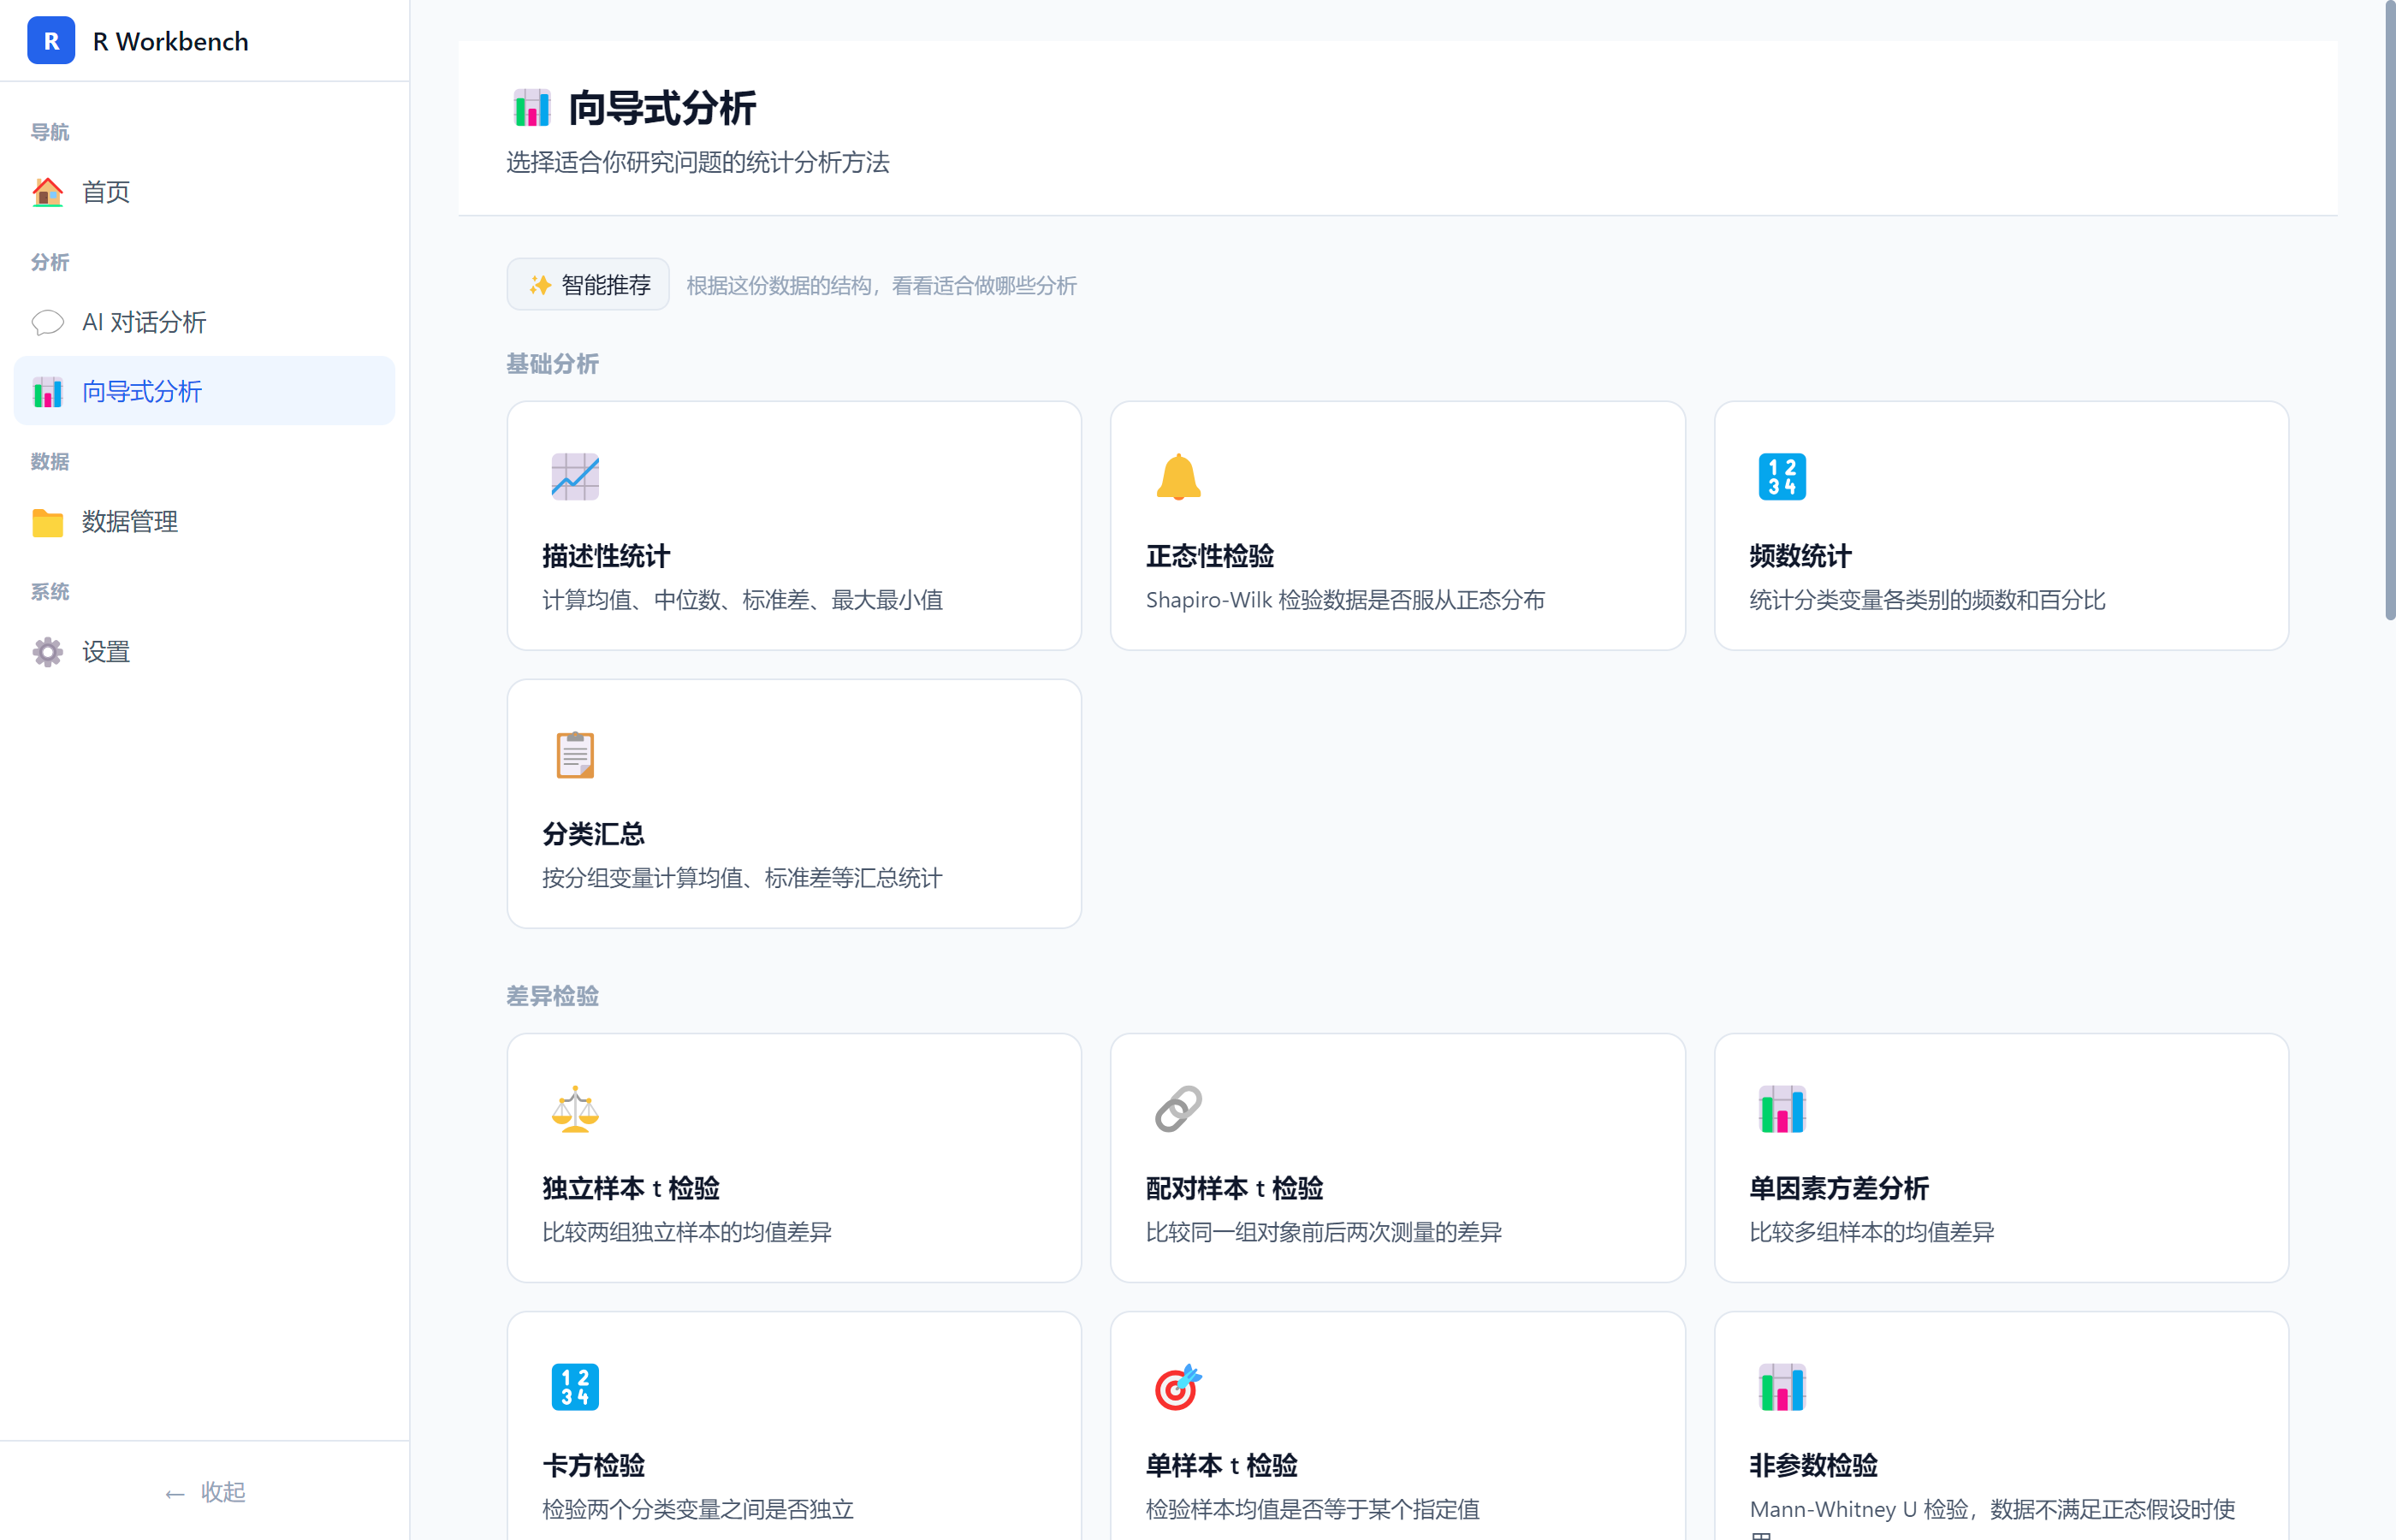 R R Workbench
导航
首页
分析
AI 对话分析
向导式分析
数据
数据管理
系统
设置
← 收起
向导式分析
选择适合你研究问题的统计分析方法
智能推荐 根据这份数据的结构，看看适合做哪些分析
基础分析
描述性统计
计算均值、中位数、标准差、最大最小值
正态性检验
Shapiro-Wilk 检验数据是否服从正态分布
1 2
3 4
频数统计
统计分类变量各类别的频数和百分比
分类汇总
按分组变量计算均值、标准差等汇总统计
差异检验
独立样本 t 检验
比较两组独立样本的均值差异
配对样本 t 检验
比较同一组对象前后两次测量的差异
单因素方差分析
比较多组样本的均值差异
1 2
3 4
卡方检验
检验两个分类变量之间是否独立
单样本 t 检验
检验样本均值是否等于某个指定值
非参数检验
Mann-Whitney U 检验，数据不满足正态假设时使